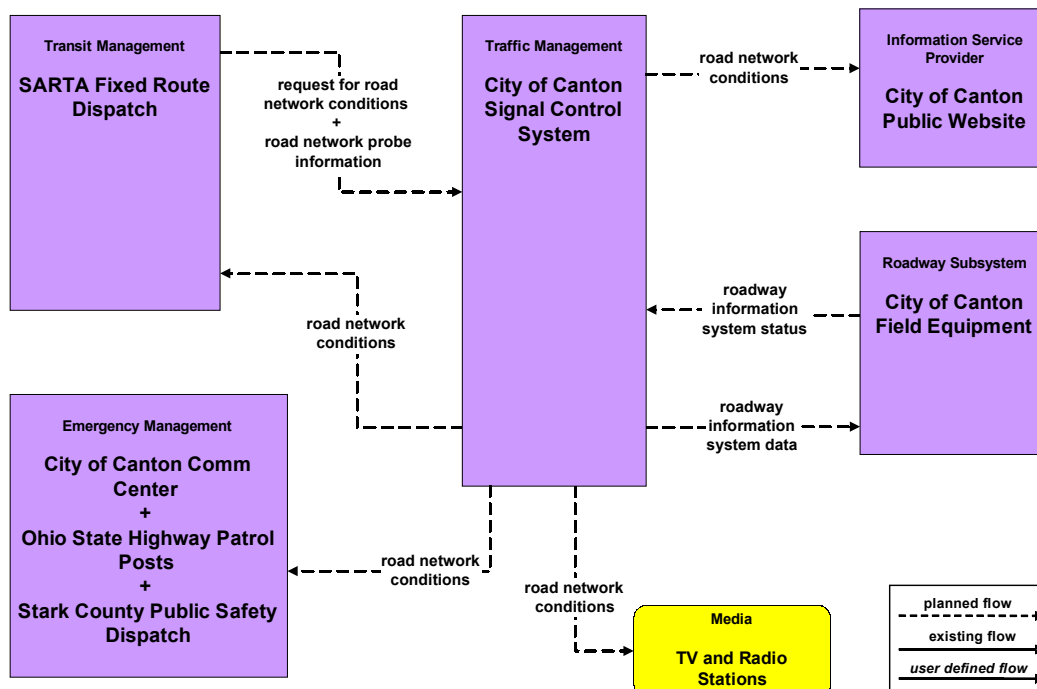 Transit Management
SARTA Fixed Route
Dispatch
request for road
network conditions
+
road network probe
information
Traffic Management
City of Canton
Signal Control
System
road network
conditions
Information Service
Provider
City of Canton
Public Website
Roadway Subsystem
City of Canton
Field Equipment
roadway
information
system status
road network
conditions
roadway
information
system data
Emergency Management
City of Canton Comm
Center
+
Ohio State Highway Patrol
Posts
+
Stark County Public Safety
Dispatch
road network
conditions
road network
conditions
Media
TV and Radio
Stations
planned flow
existing flow
user defined flow